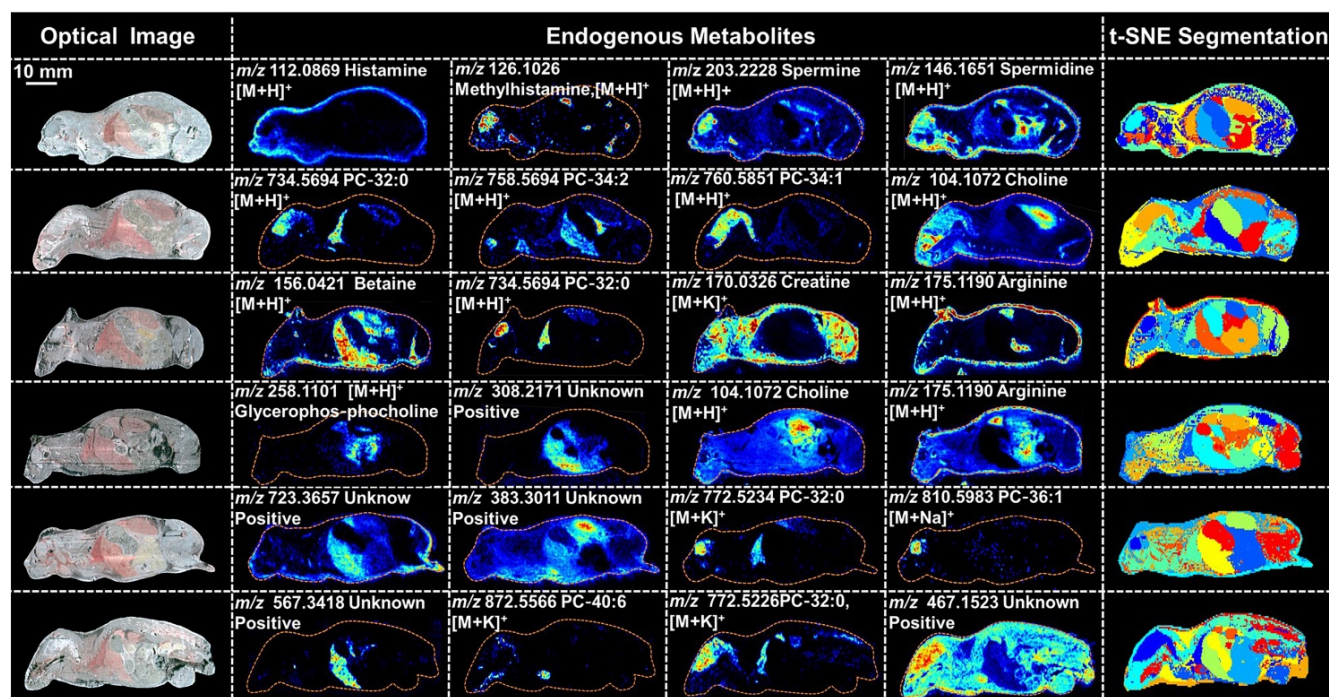 Optical Image
Endogenous Metabolites
t-SNE Segmentation
10 mm
m/z 112.0869 Histamine
[M+H]⁺
m/z 126.1026
Methylhistamine,[M+H]⁺
m/z 203.2228 Spermine
[M+H]+
m/z 146.1651 Spermidine
[M+H]⁺
m/z 734.5694 PC-32:0
[M+H]⁺
m/z 758.5694 PC-34:2
[M+H]⁺
m/z 760.5851 PC-34:1
[M+H]⁺
m/z 104.1072 Choline
[M+H]⁺
m/z 156.0421 Betaine
[M+H]⁺
m/z 734.5694 PC-32:0
[M+H]⁺
m/z 170.0326 Creatine
[M+K]⁺
m/z 175.1190 Arginine
[M+H]⁺
m/z 258.1101 [M+H]⁺
Glycerophos-phocholine
m/z 308.2171 Unknown
Positive
m/z 104.1072 Choline
[M+H]⁺
m/z 175.1190 Arginine
[M+H]⁺
m/z 723.3657 Unknow
Positive
m/z 383.3011 Unknown
Positive
m/z 772.5234 PC-32:0
[M+K]⁺
m/z 810.5983 PC-36:1
[M+Na]⁺
m/z 567.3418 Unknown
Positive
m/z 872.5566 PC-40:6
[M+K]⁺
m/z 772.5226PC-32:0,
[M+K]⁺
m/z 467.1523 Unknown
Positive